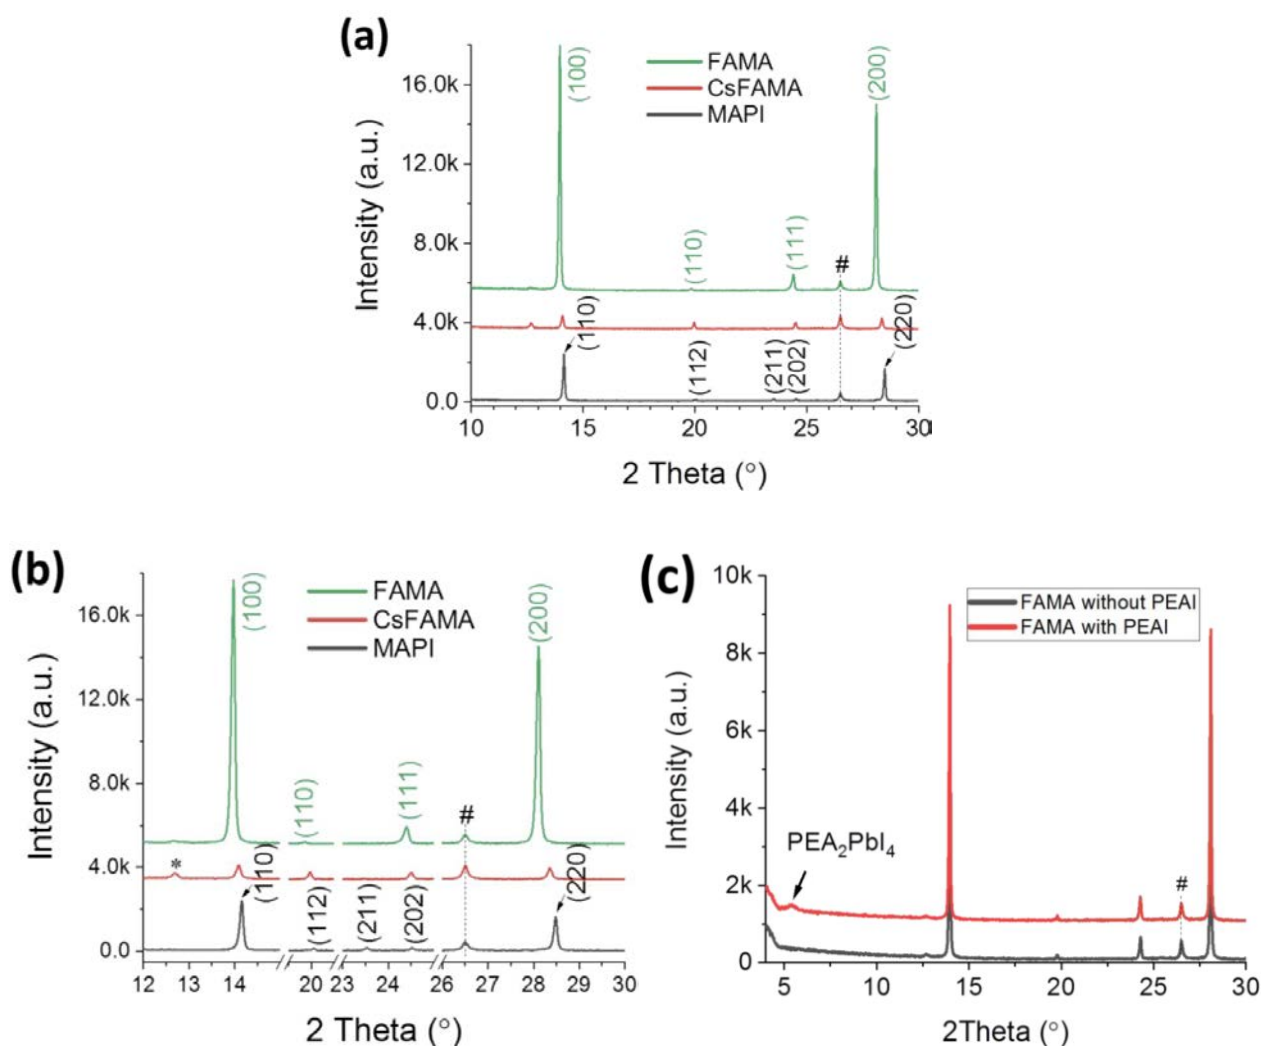 (a)
FAMA
CsFAMA
MAPI
(100)
(200)
(110)
(111)
#
(110)
(112)
(211)
(202)
(220)
16.0k
12.0k
8.0k
4.0k
0.0
Intensity (a.u.)
10 15 20 25 30
2 Theta (°)
(b)
FAMA
CsFAMA
MAPI
(100)
(200)
(110)
(111)
#
*
(110)
(112)
(211)
(202)
(220)
16.0k
12.0k
8.0k
4.0k
0.0
Intensity (a.u.)
12 14 20 23 24 26 27 28 29 30
2 Theta (°)
(c)
FAMA without PEAI
FAMA with PEAI
PEA₂PbI₄
#
10k
8k
6k
4k
2k
0
Intensity (a.u.)
5 10 15 20 25 30
2Theta (°)